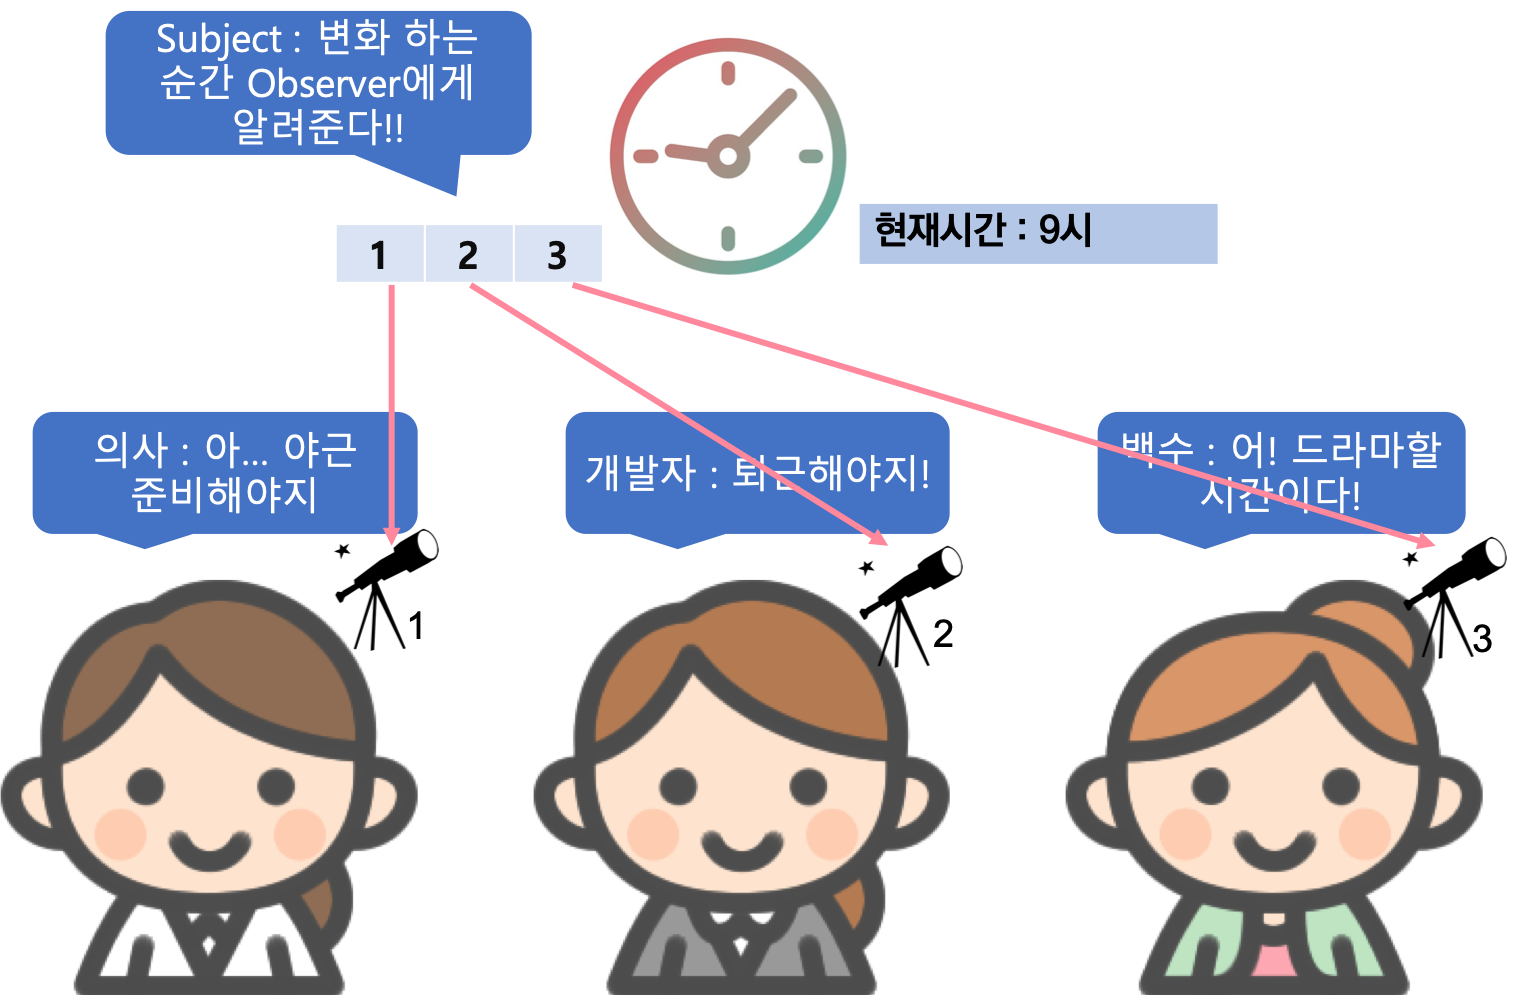 Subject : 변화 하는
순간 Observer에게
알려준다!!
현재시간 : 9시
1 2 3
의사 : 아... 야근
준비해야지
개발자 : 퇴근해야지!
백수 : 어! 드라마할
시간이다!
1
2
3